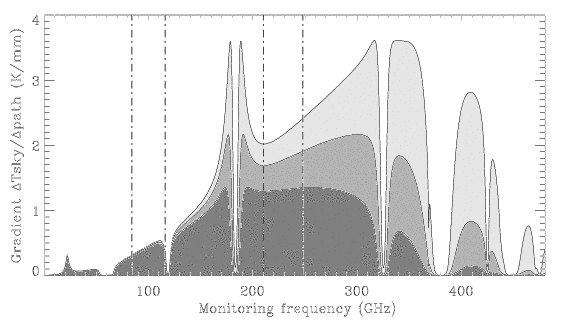 4
3
2
1
0
Gradient ΔTsky/Δpath (K/mm)
100 200 300 400
Monitoring frequency (GHz)